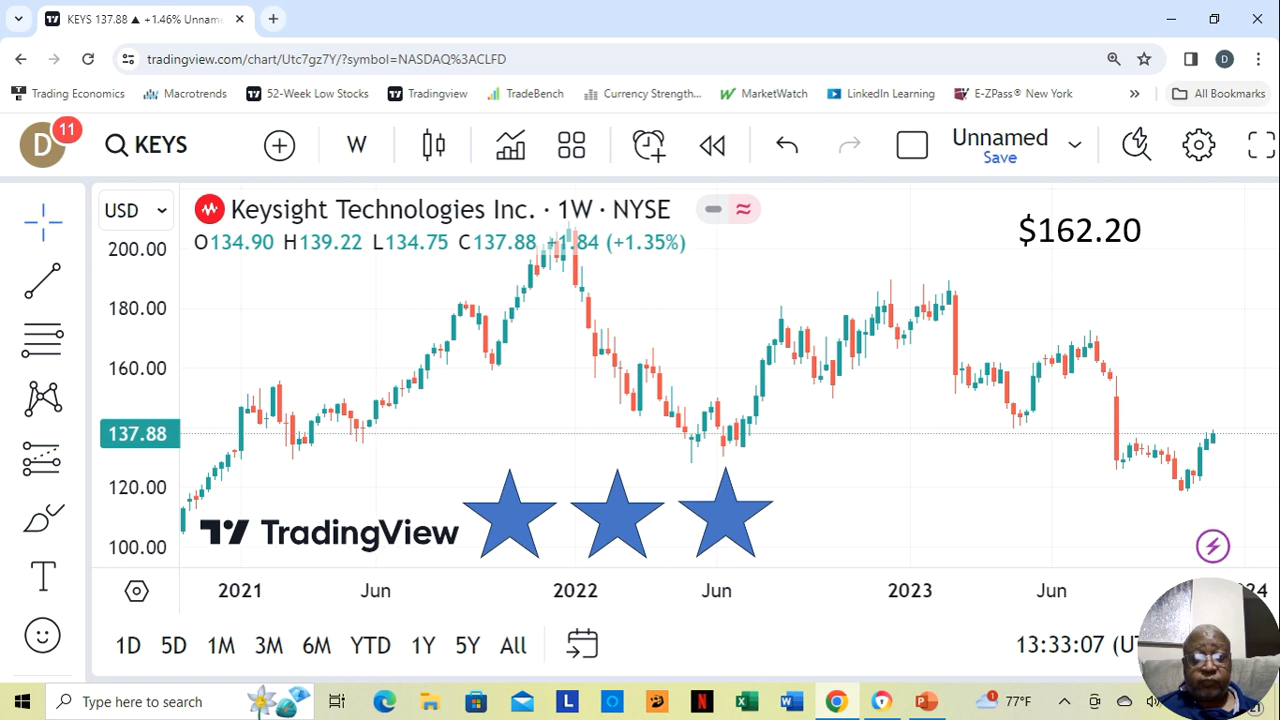 KEYS 137.88 ▲ +1.46% Unnam
tradingview.com/chart/Utc7gz7Y/?symbol=NASDAQ%3ACLFD
D
Trading Economics
Macrotrends
52-Week Low Stocks
Tradingview
TradeBench
Currency Strength...
MarketWatch
LinkedIn Learning
E-ZPass® New York
»
All Bookmarks
D
11
KEYS
W
Unnamed
Save
USD
Keysight Technologies Inc. · 1W · NYSE
$162.20
O134.90 H139.22 L134.75 C137.88 +1.84 (+1.35%)
200.00
180.00
160.00
137.88
120.00
100.00
TradingView
2021
Jun
2022
Jun
2023
Jun
1D
5D
1M
3M
6M
YTD
1Y
5Y
All
13:33:07
Type here to search
77°F